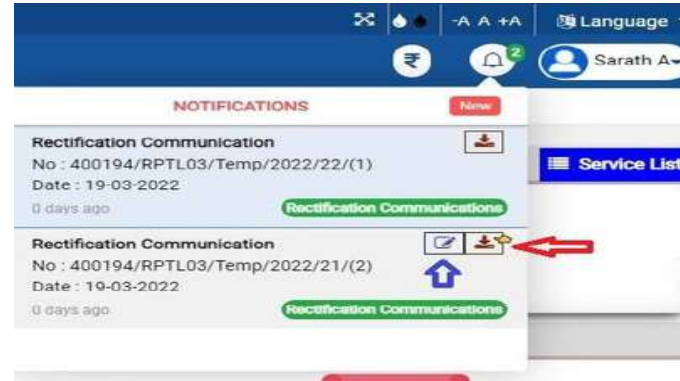 -A A +A Language
2
Sarath A
NOTIFICATIONS New
Rectification Communication
No : 400194/RPTL03/Temp/2022/22/(1)
Date : 19-03-2022
0 days ago Rectification Communications
Service List
Rectification Communication
No : 400194/RPTL03/Temp/2022/21/(2)
Date : 19-03-2022
0 days ago Rectification Communications